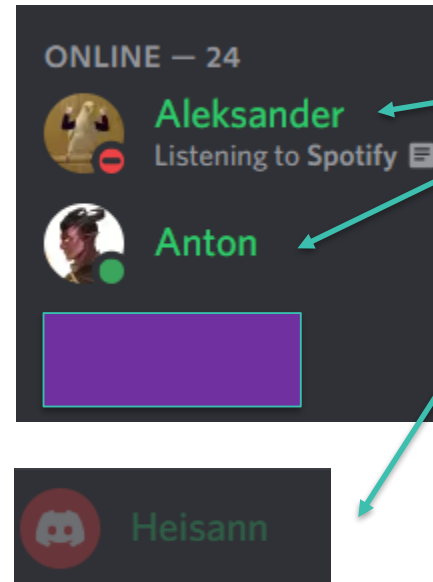 ONLINE — 24
Aleksander
Listening to Spotify
Anton
Heisann